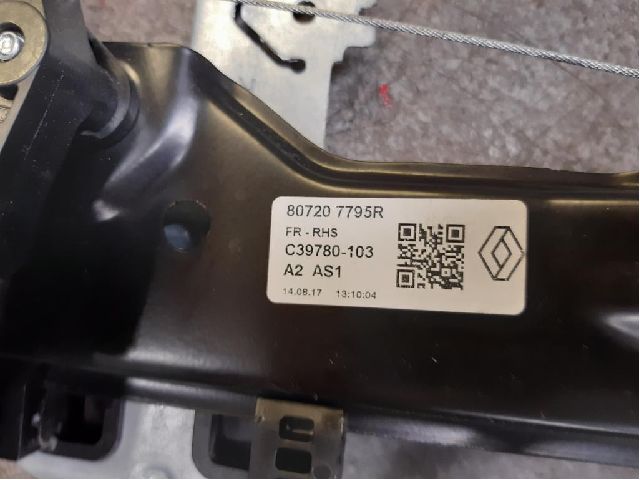 80720 7795R
FR - RHS
C39780-103
A2 AS1
14.08.17 13:10:04